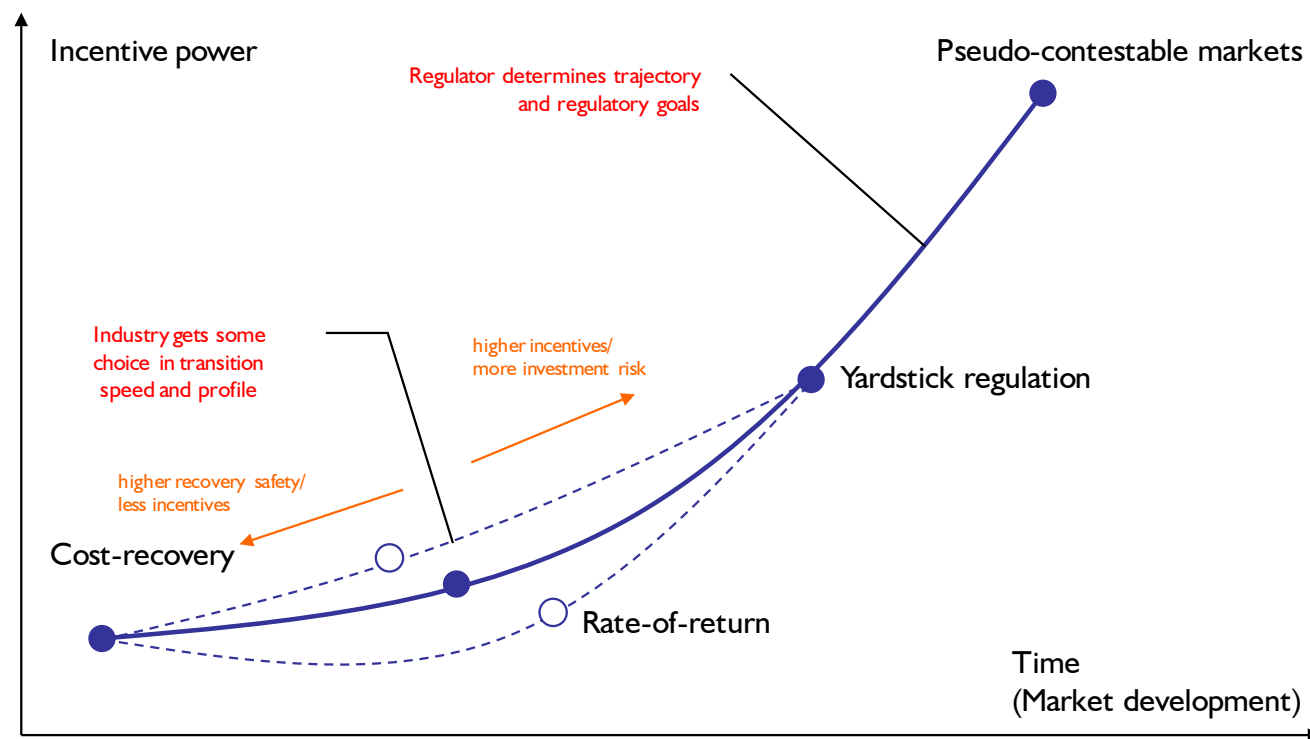 Incentive power
Pseudo-contestable markets
Regulator determines trajectory
and regulatory goals
Industry gets some
choice in transition
speed and profile
higher incentives/
more investment risk
Yardstick regulation
higher recovery safety/
less incentives
Cost-recovery
Rate-of-return
Time
(Market development)